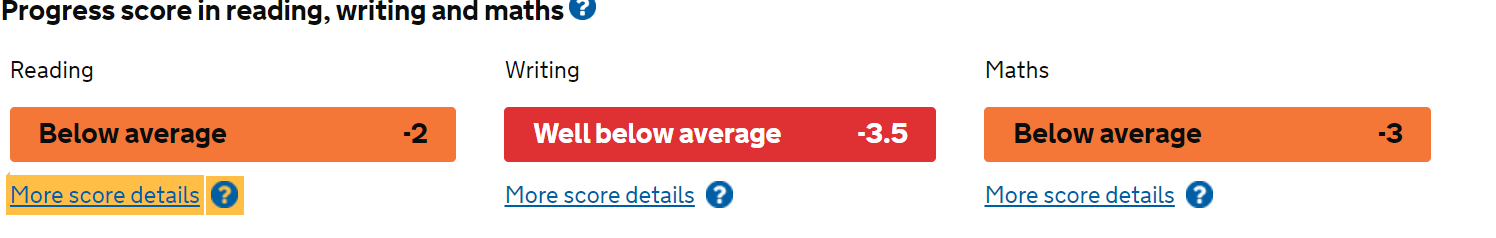 Progress score in reading, writing and maths ?
Reading
Writing
Maths
Below average -2
Well below average -3.5
Below average -3
More score details ?
More score details ?
More score details ?